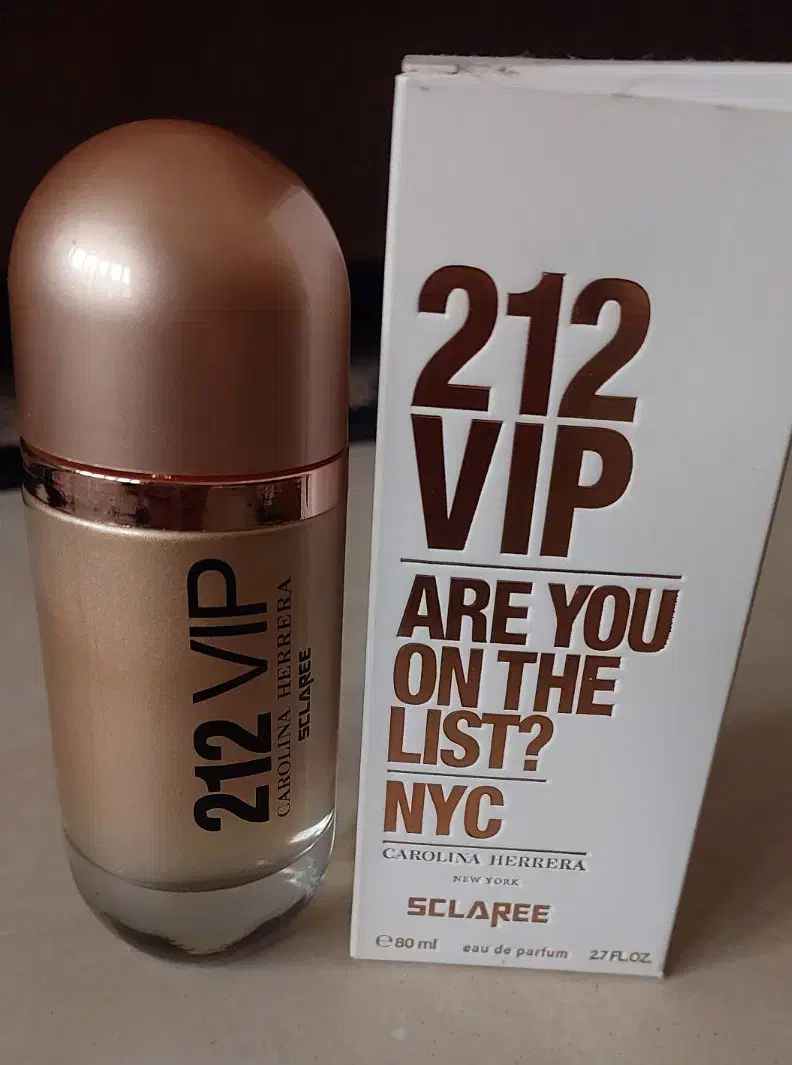 212 VIP
CAROLINA HERRERA
SCLAREE
212
VIP
ARE YOU
ON THE
LIST?
NYC
CAROLINA HERRERA
NEW YORK
SCLAREE
℮ 80 ml eau de parfum 2.7 FL.OZ.